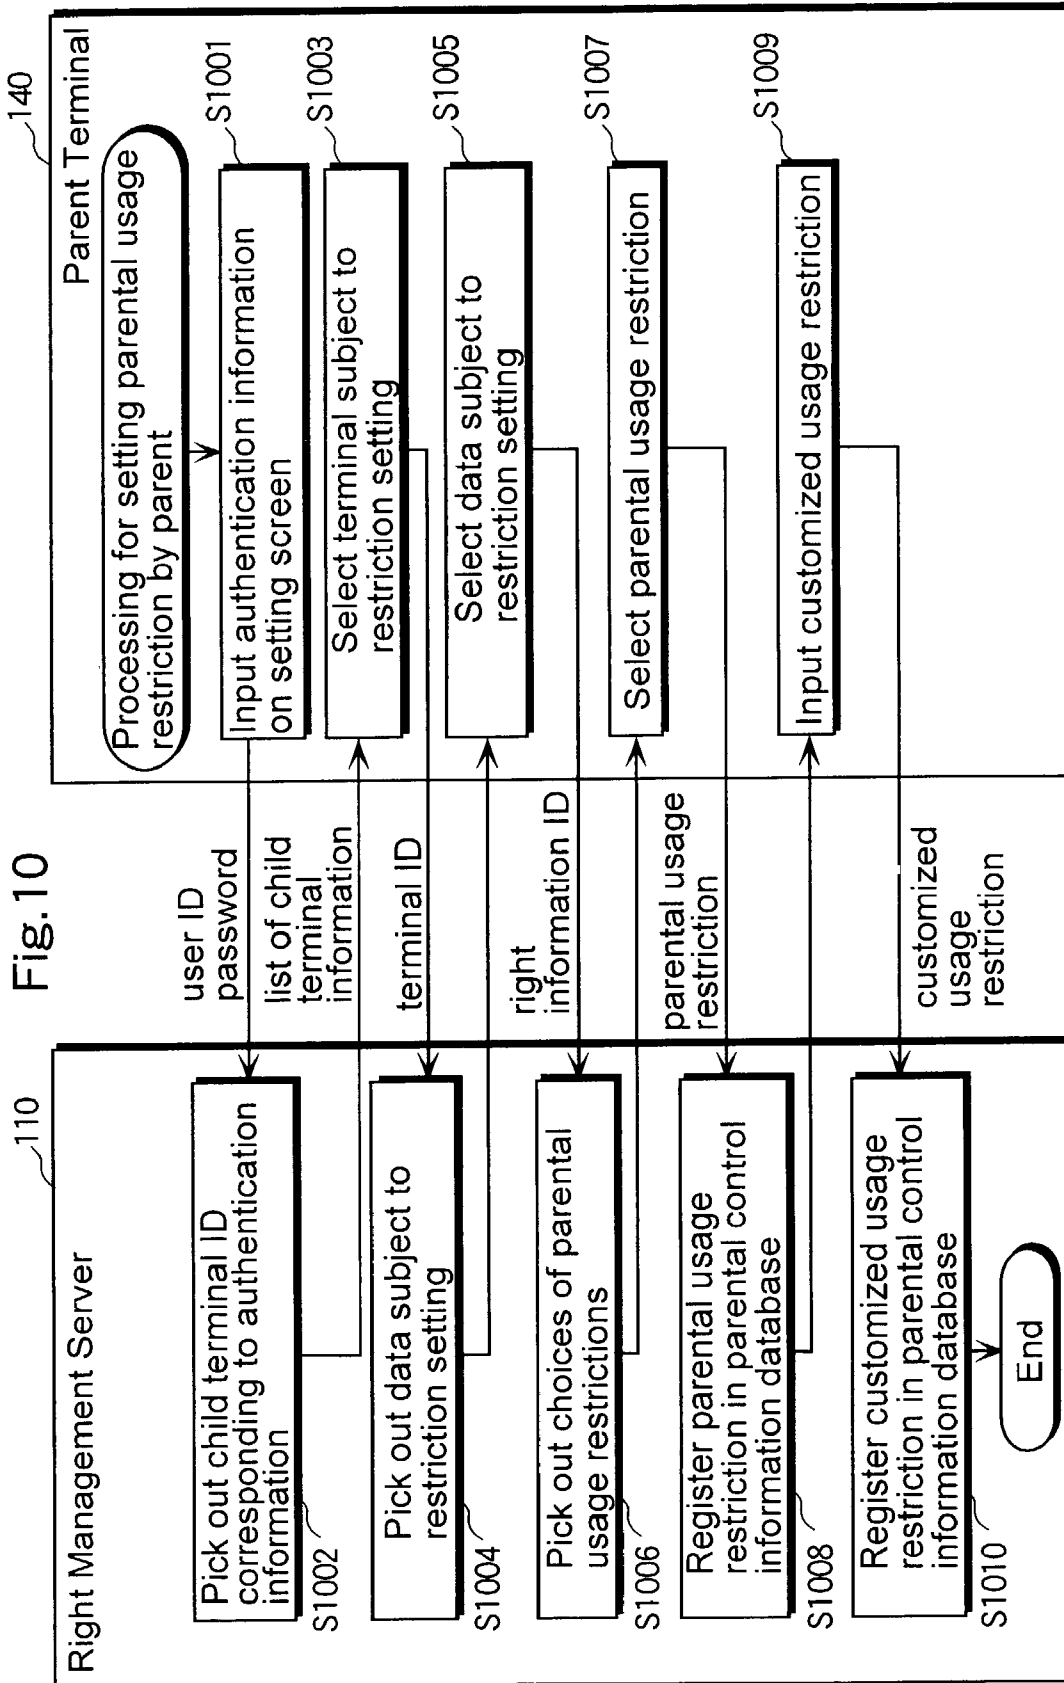 Fig.10
110
Right Management Server
140
Parent Terminal
Processing for setting parental usage
restriction by parent
S1001
Input authentication information
on setting screen
user ID
password
Pick out child terminal ID
corresponding to authentication
information
S1002
list of child
terminal
information
S1003
Select terminal subject to
restriction setting
terminal ID
Pick out data subject to
restriction setting
S1004
S1005
Select data subject to
restriction setting
right
information ID
Pick out choices of parental
usage restrictions
S1006
S1007
Select parental usage restriction
parental usage
restriction
Register parental usage
restriction in parental control
information database
S1008
S1009
Input customized usage restriction
customized
usage
restriction
Register customized usage
restriction in parental control
information database
S1010
End